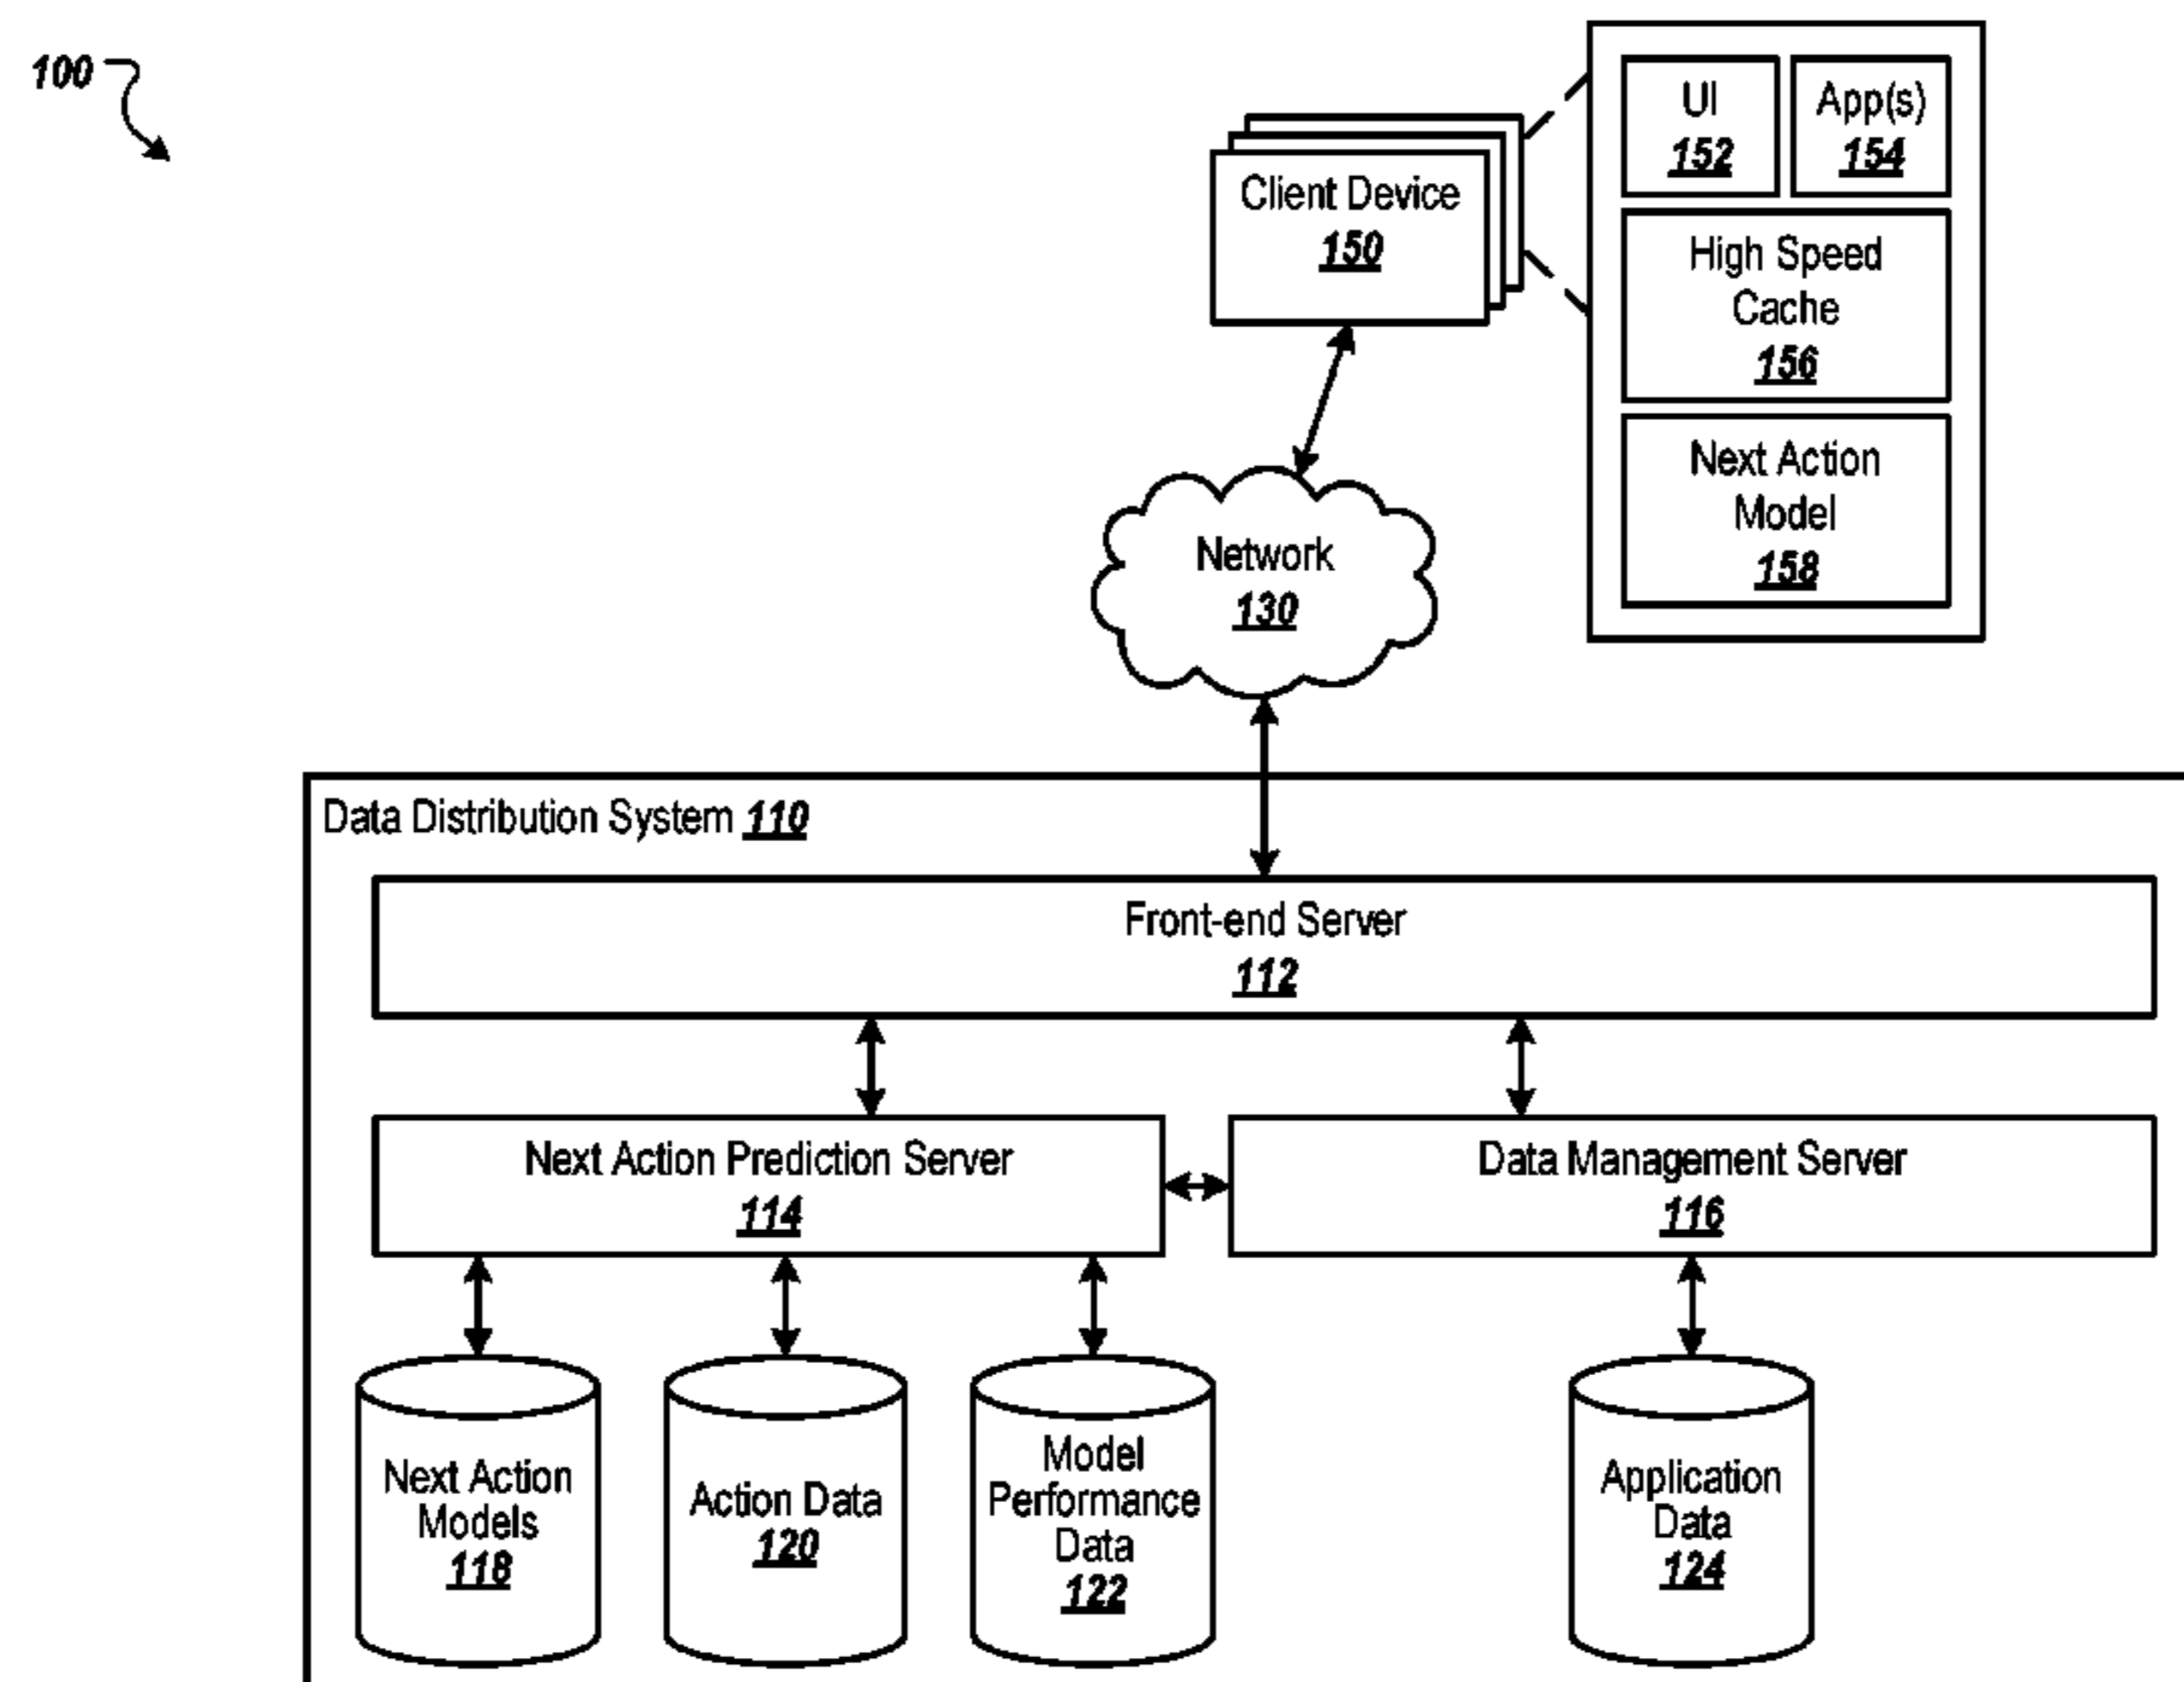 100
UI
152
App(s)
154
Client Device
150
High Speed
Cache
156
Next Action
Model
158
Network
130
Data Distribution System 110
Front-end Server
112
Next Action Prediction Server
114
Data Management Server
116
Next Action
Models
118
Action Data
120
Model
Performance
Data
122
Application
Data
124